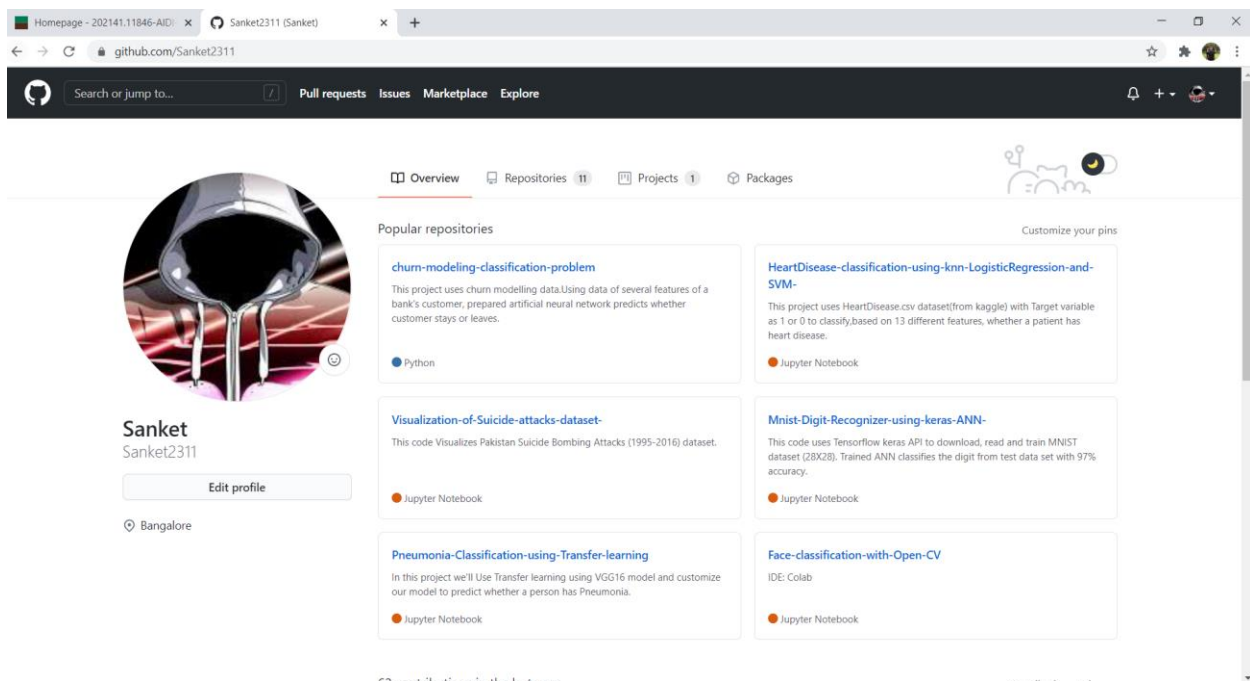 Homepage - 202141.11846-AID
Sanket2311 (Sanket)
github.com/Sanket2311
Search or jump to...
/
Pull requests Issues Marketplace Explore
Overview Repositories 11 Projects 1 Packages
Popular repositories
Customize your pins
churn-modeling-classification-problem
This project uses churn modelling data.Using data of several features of a
bank's customer, prepared artificial neural network predicts whether
customer stays or leaves.
Python
HeartDisease-classification-using-knn-LogisticRegression-and-
SVM-
This project uses HeartDisease.csv dataset(from kaggle) with Target variable
as 1 or 0 to classify,based on 13 different features, whether a patient has
heart disease.
Jupyter Notebook
Visualization-of-Suicide-attacks-dataset-
This code Visualizes Pakistan Suicide Bombing Attacks (1995-2016) dataset.
Jupyter Notebook
Mnist-Digit-Recognizer-using-keras-ANN-
This code uses Tensorflow keras API to download, read and train MNIST
dataset (28X28). Trained ANN classifies the digit from test data set with 97%
accuracy.
Jupyter Notebook
Pneumonia-Classification-using-Transfer-learning
In this project we'll Use Transfer learning using VGG16 model and customize
our model to predict whether a person has Pneumonia.
Jupyter Notebook
Face-classification-with-Open-CV
IDE: Colab
Jupyter Notebook
Sanket
Sanket2311
Edit profile
Bangalore